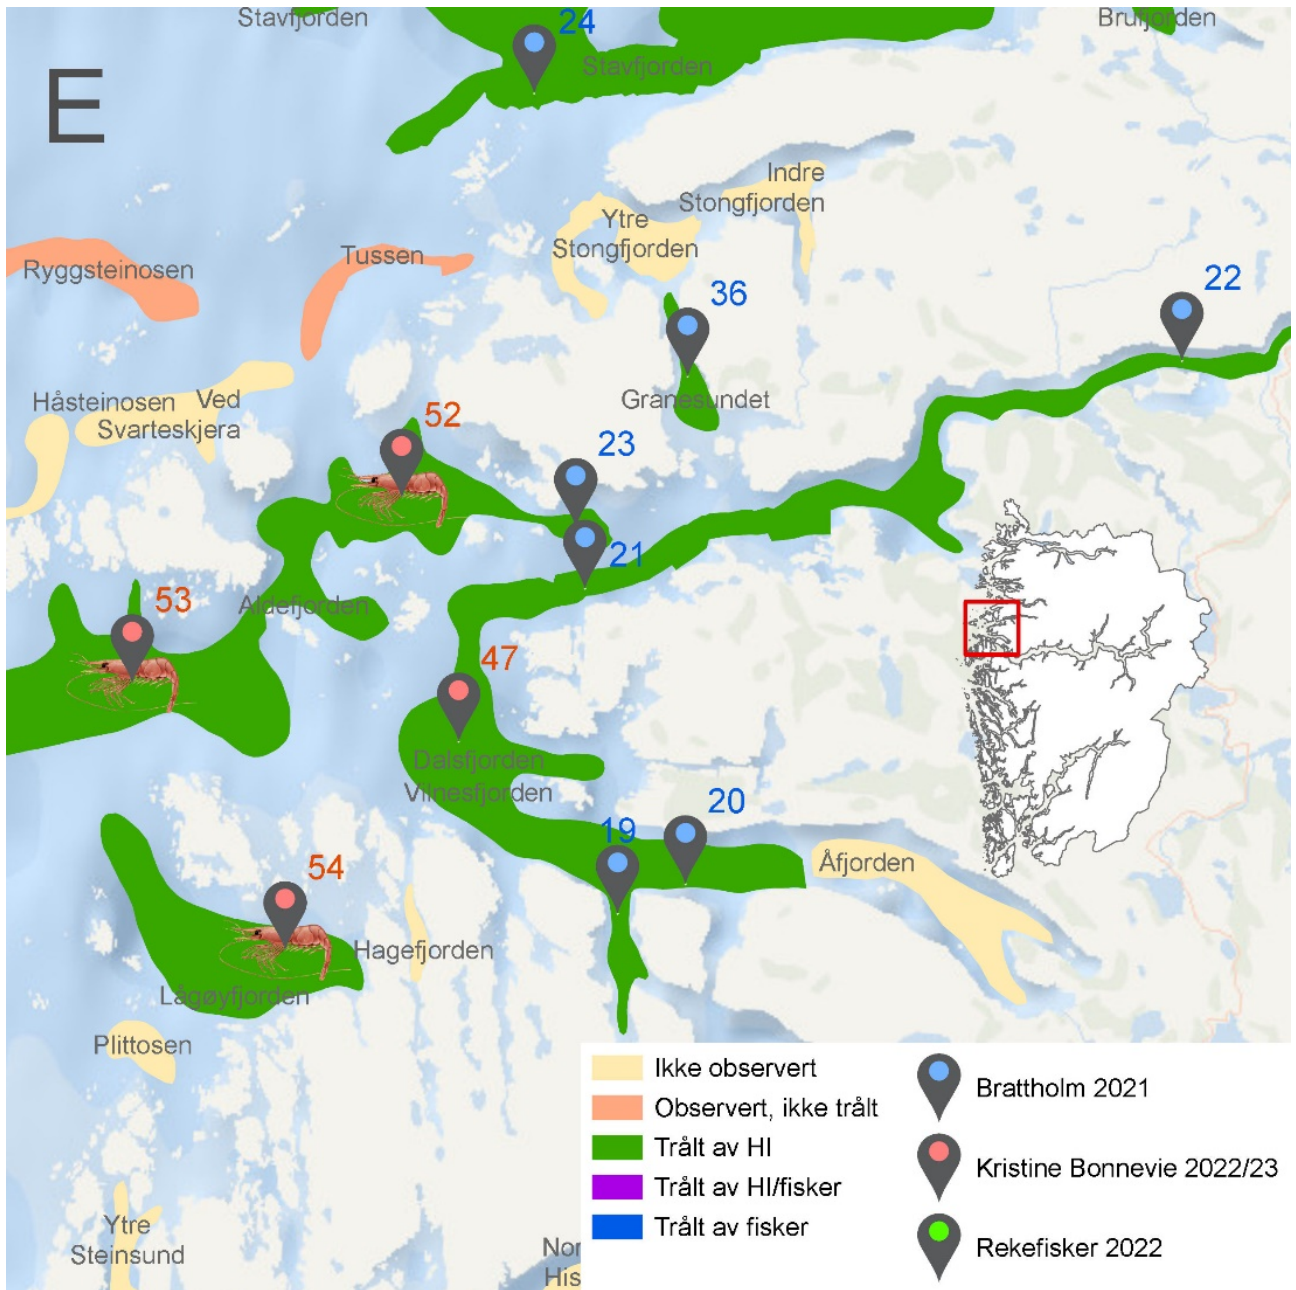 Stavfjorden
24
Brufjorden
Stavfjorden
E
Indre
Stongfjorden
Ytre
Stongfjorden
Tussen
Ryggsteinosen
36
22
Granesundet
Håsteinosen
Ved
Svarteskjera
52
23
21
53
Aldefjorden
47
Dalsfjorden
Vilnesfjorden
20
19
Åfjorden
54
Hagefjorden
Lågøyfjorden
Plittosen
Ytre
Steinsund
Nor
His
Ikke observert
Observert, ikke trålt
Trålt av HI
Trålt av HI/fisker
Trålt av fisker
Brattholm 2021
Kristine Bonnevie 2022/23
Rekefisker 2022